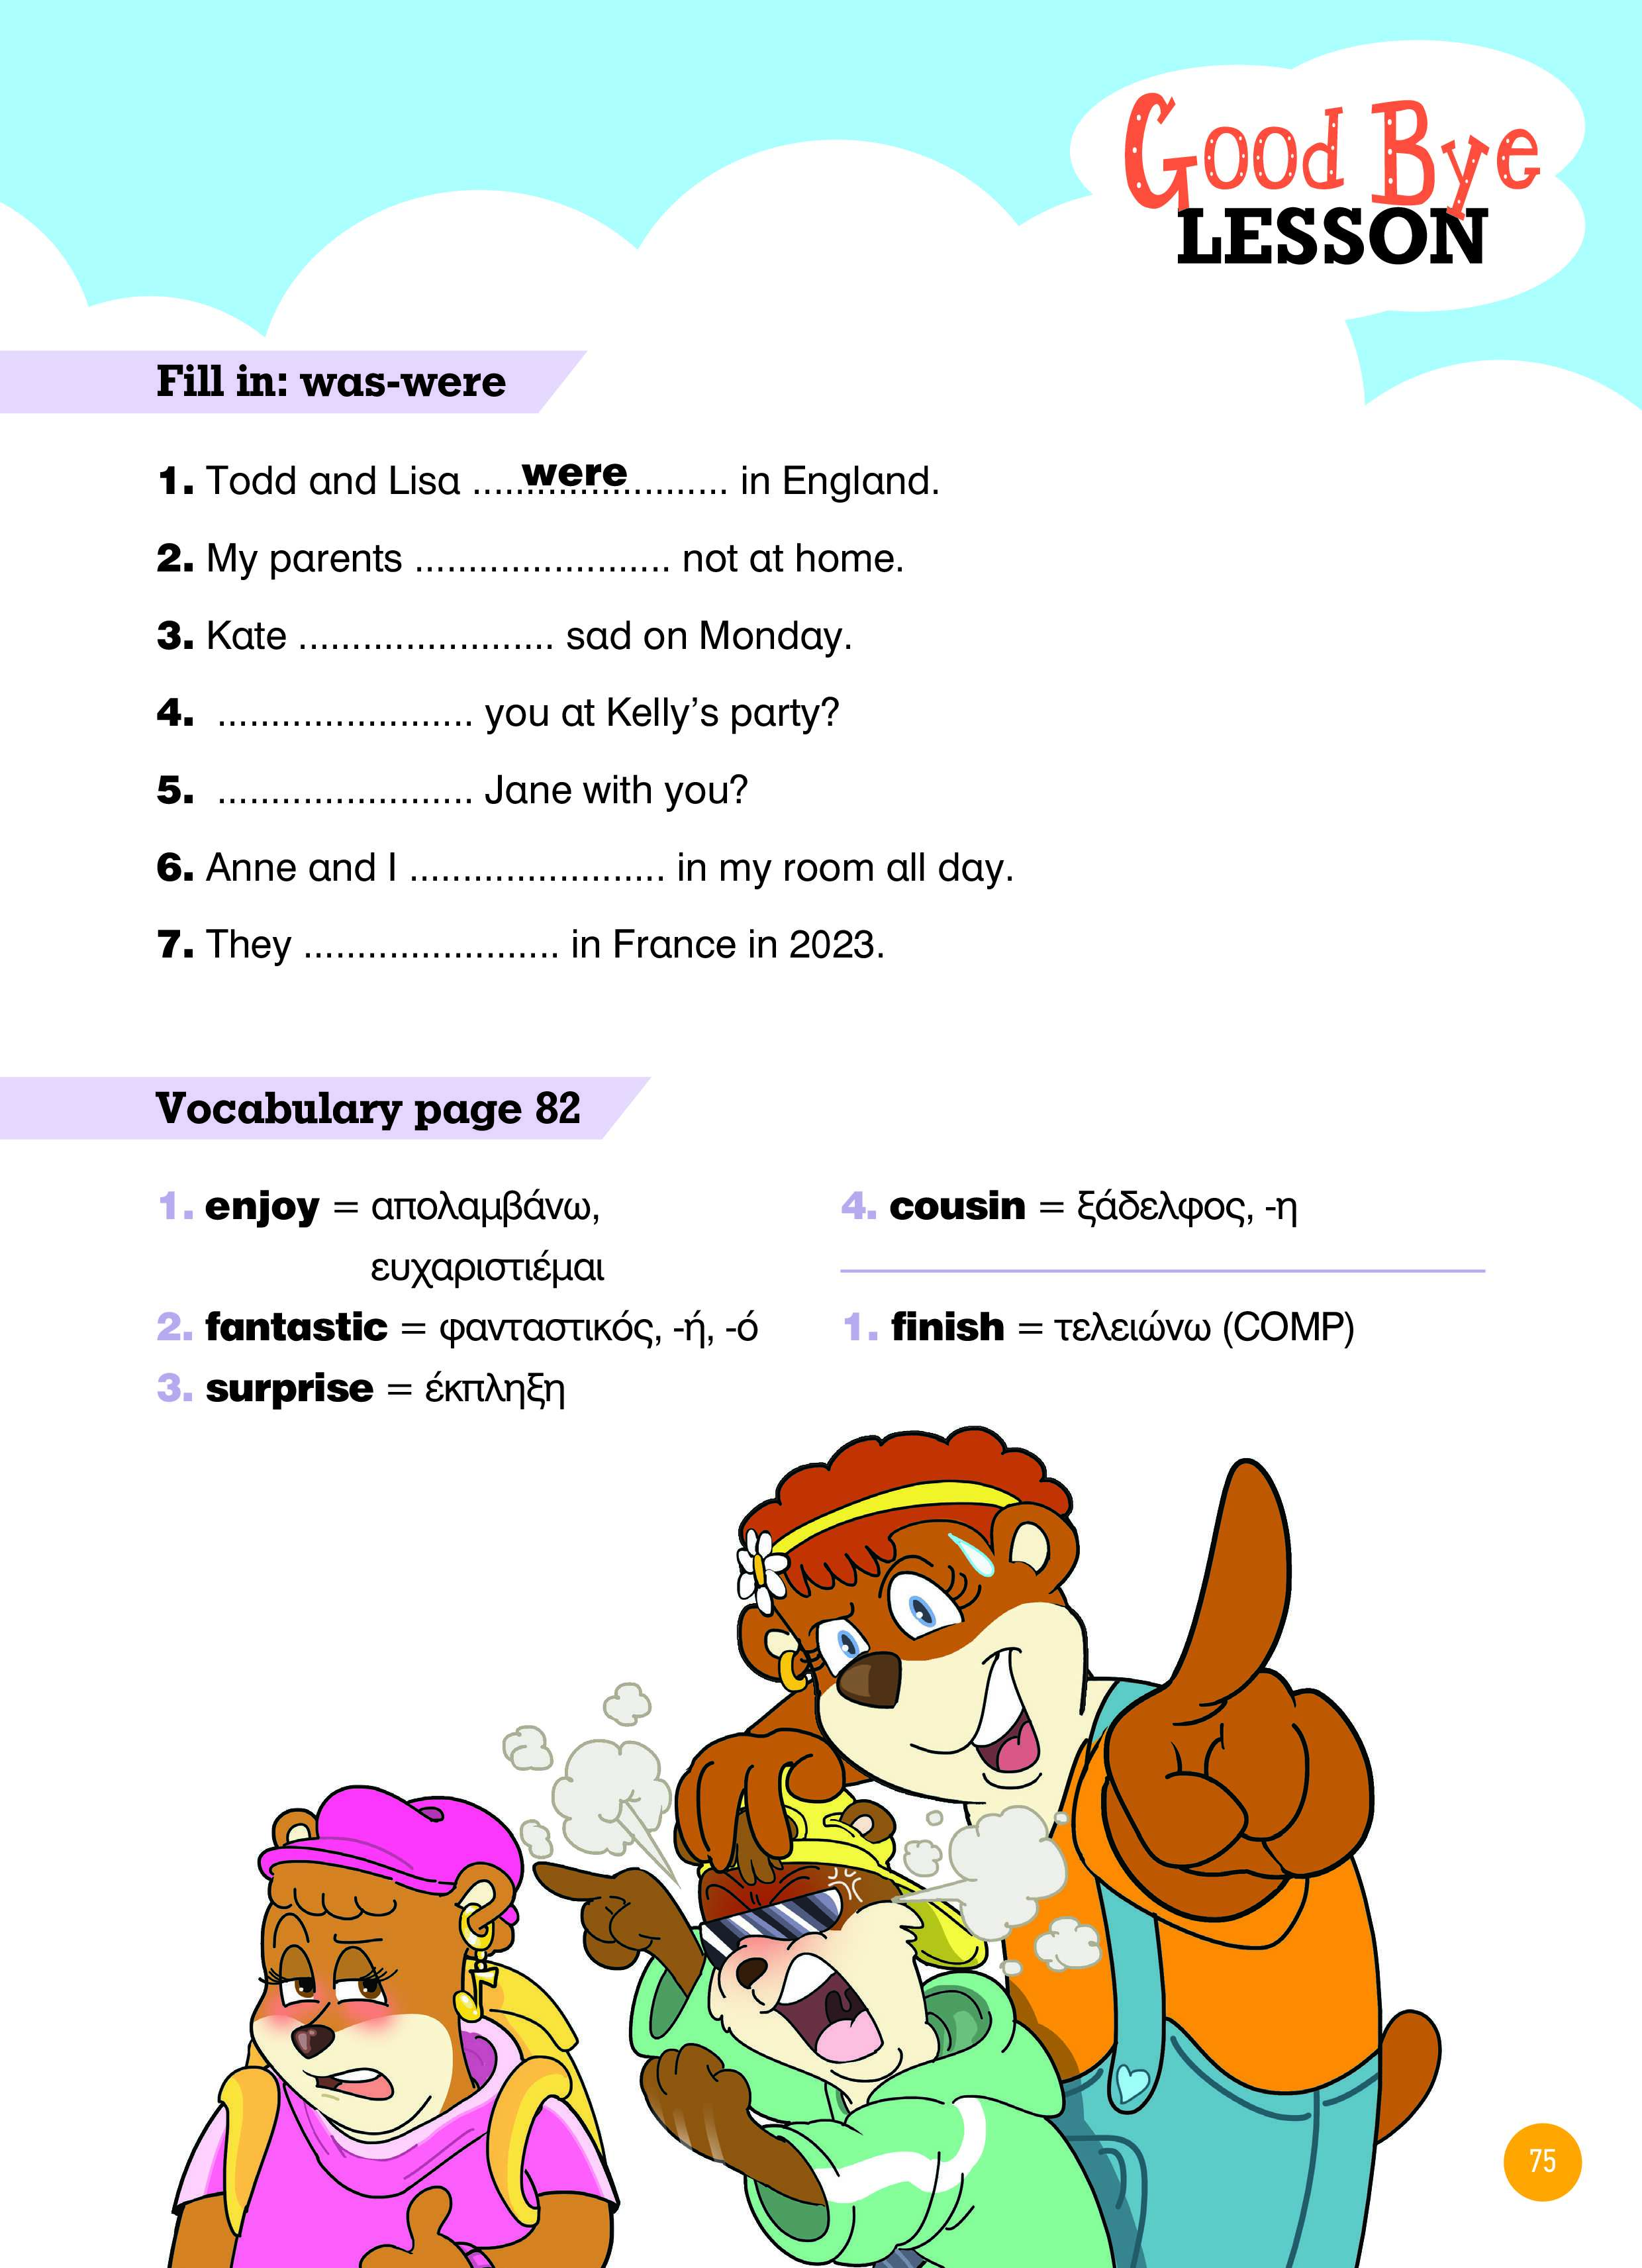 Good Bye
LESSON
Fill in: was-were
1. Todd and Lisa ........were............ in England.
2. My parents ........................ not at home.
3. Kate ........................ sad on Monday.
4. ........................ you at Kelly’s party?
5. ........................ Jane with you?
6. Anne and I ........................ in my room all day.
7. They ........................ in France in 2023.
Vocabulary page 82
1. enjoy = απολαμβάνω,
ευχαριστιέμαι
2. fantastic = φανταστικός, -ή, -ό
3. surprise = έκπληξη
4. cousin = ξάδελφος, -η
1. finish = τελειώνω (COMP)
75